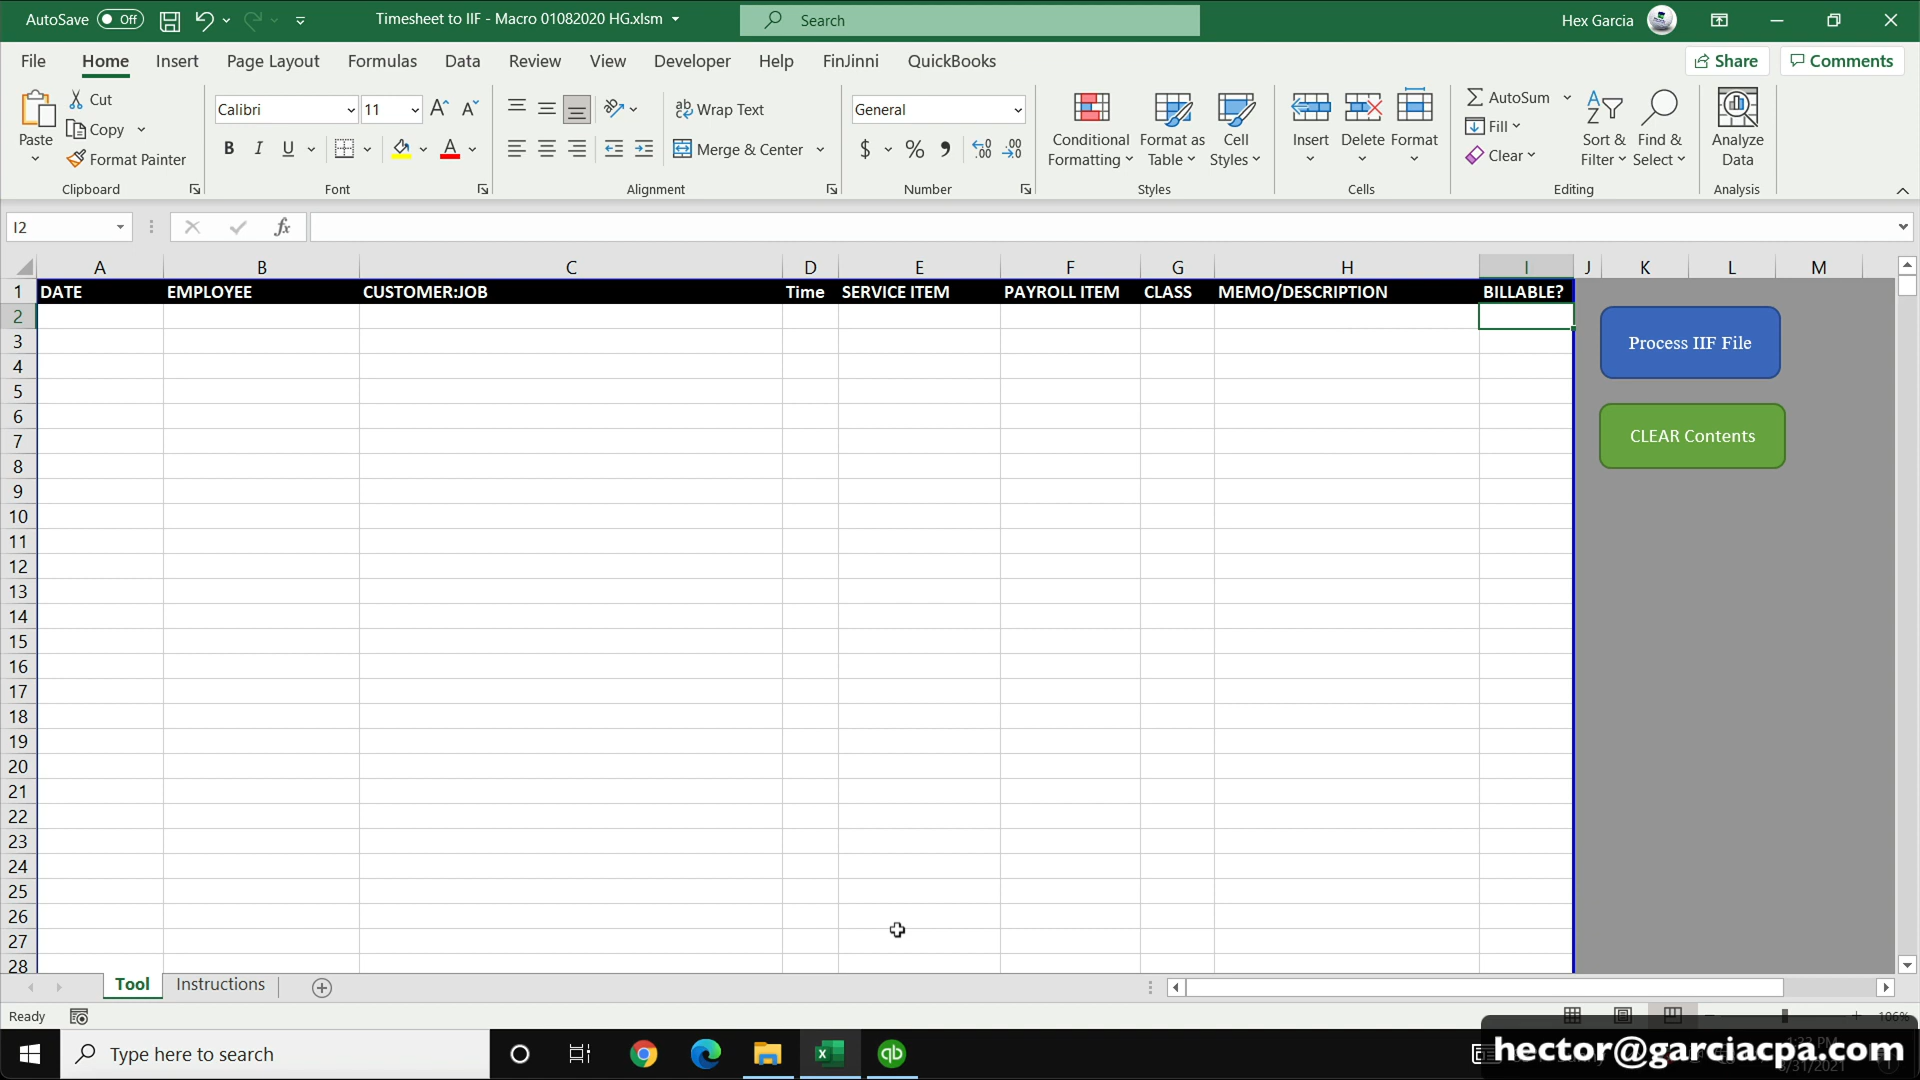 AutoSave Off Timesheet to IIF - Macro 01082020 HG.xlsm Search Hex Garcia
File Home Insert Page Layout Formulas Data Review View Developer Help FinJinni QuickBooks Share Comments
Paste Cut Copy Format Painter Clipboard
Calibri 11 B I U A Font
ab Wrap Text Merge & Center Alignment
General $ % Number
Conditional Formatting Format as Table Cell Styles Styles
Insert Delete Format Cells
AutoSum Fill Clear Sort & Filter Find & Select Editing
Analyze Data Analysis
I2 fx
A B C D E F G H I J K L M
1 DATE EMPLOYEE CUSTOMER:JOB Time SERVICE ITEM PAYROLL ITEM CLASS MEMO/DESCRIPTION BILLABLE?
2
3
4
5
6
7
8
9
10
11
12
13
14
15
16
17
18
19
20
21
22
23
24
25
26
27
28
Process IIF File
CLEAR Contents
Tool Instructions
Ready 106%
Type here to search qb
hector@garciacpa.com